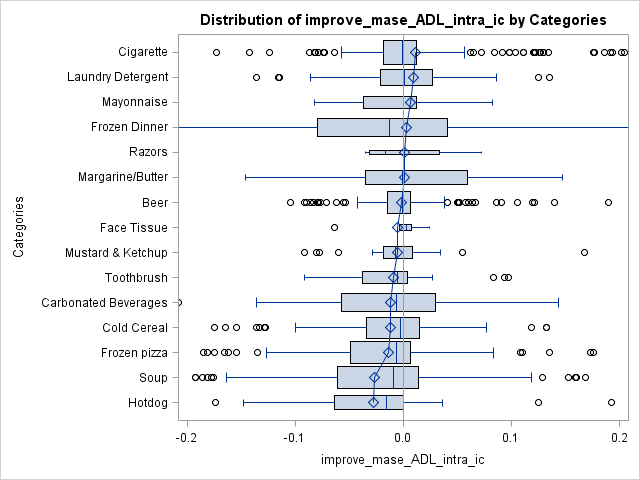 Distribution of improve_mase_ADL_intra_ic by Categories
Categories
Cigarette
Laundry Detergent
Mayonnaise
Frozen Dinner
Razors
Margarine/Butter
Beer
Face Tissue
Mustard & Ketchup
Toothbrush
Carbonated Beverages
Cold Cereal
Frozen pizza
Soup
Hotdog
-0.2 -0.1 0.0 0.1 0.2
improve_mase_ADL_intra_ic